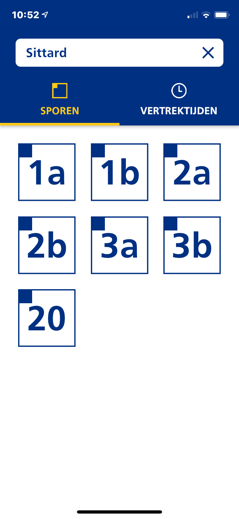 10:52
Sittard
SPOREN
VERTREKTIJDEN
1a 1b 2a
2b 3a 3b
20